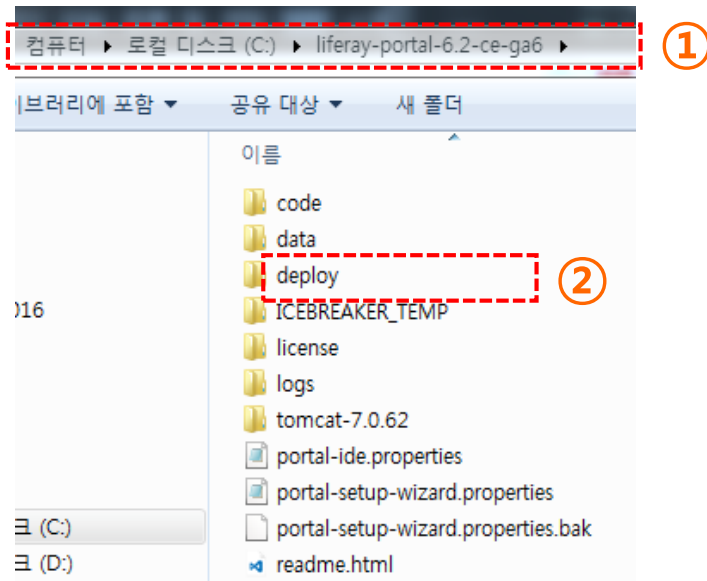 컴퓨터 ▶ 로컬 디스크 (C:) ▶ liferay-portal-6.2-ce-ga6 ▶ ①
이브러리에 포함 ▼ 공유 대상 ▼ 새 폴더
이름
code
data
deploy ②
016 ICEBREAKER_TEMP
license
logs
tomcat-7.0.62
portal-ide.properties
portal-setup-wizard.properties
크 (C:) portal-setup-wizard.properties.bak
크 (D:) readme.html